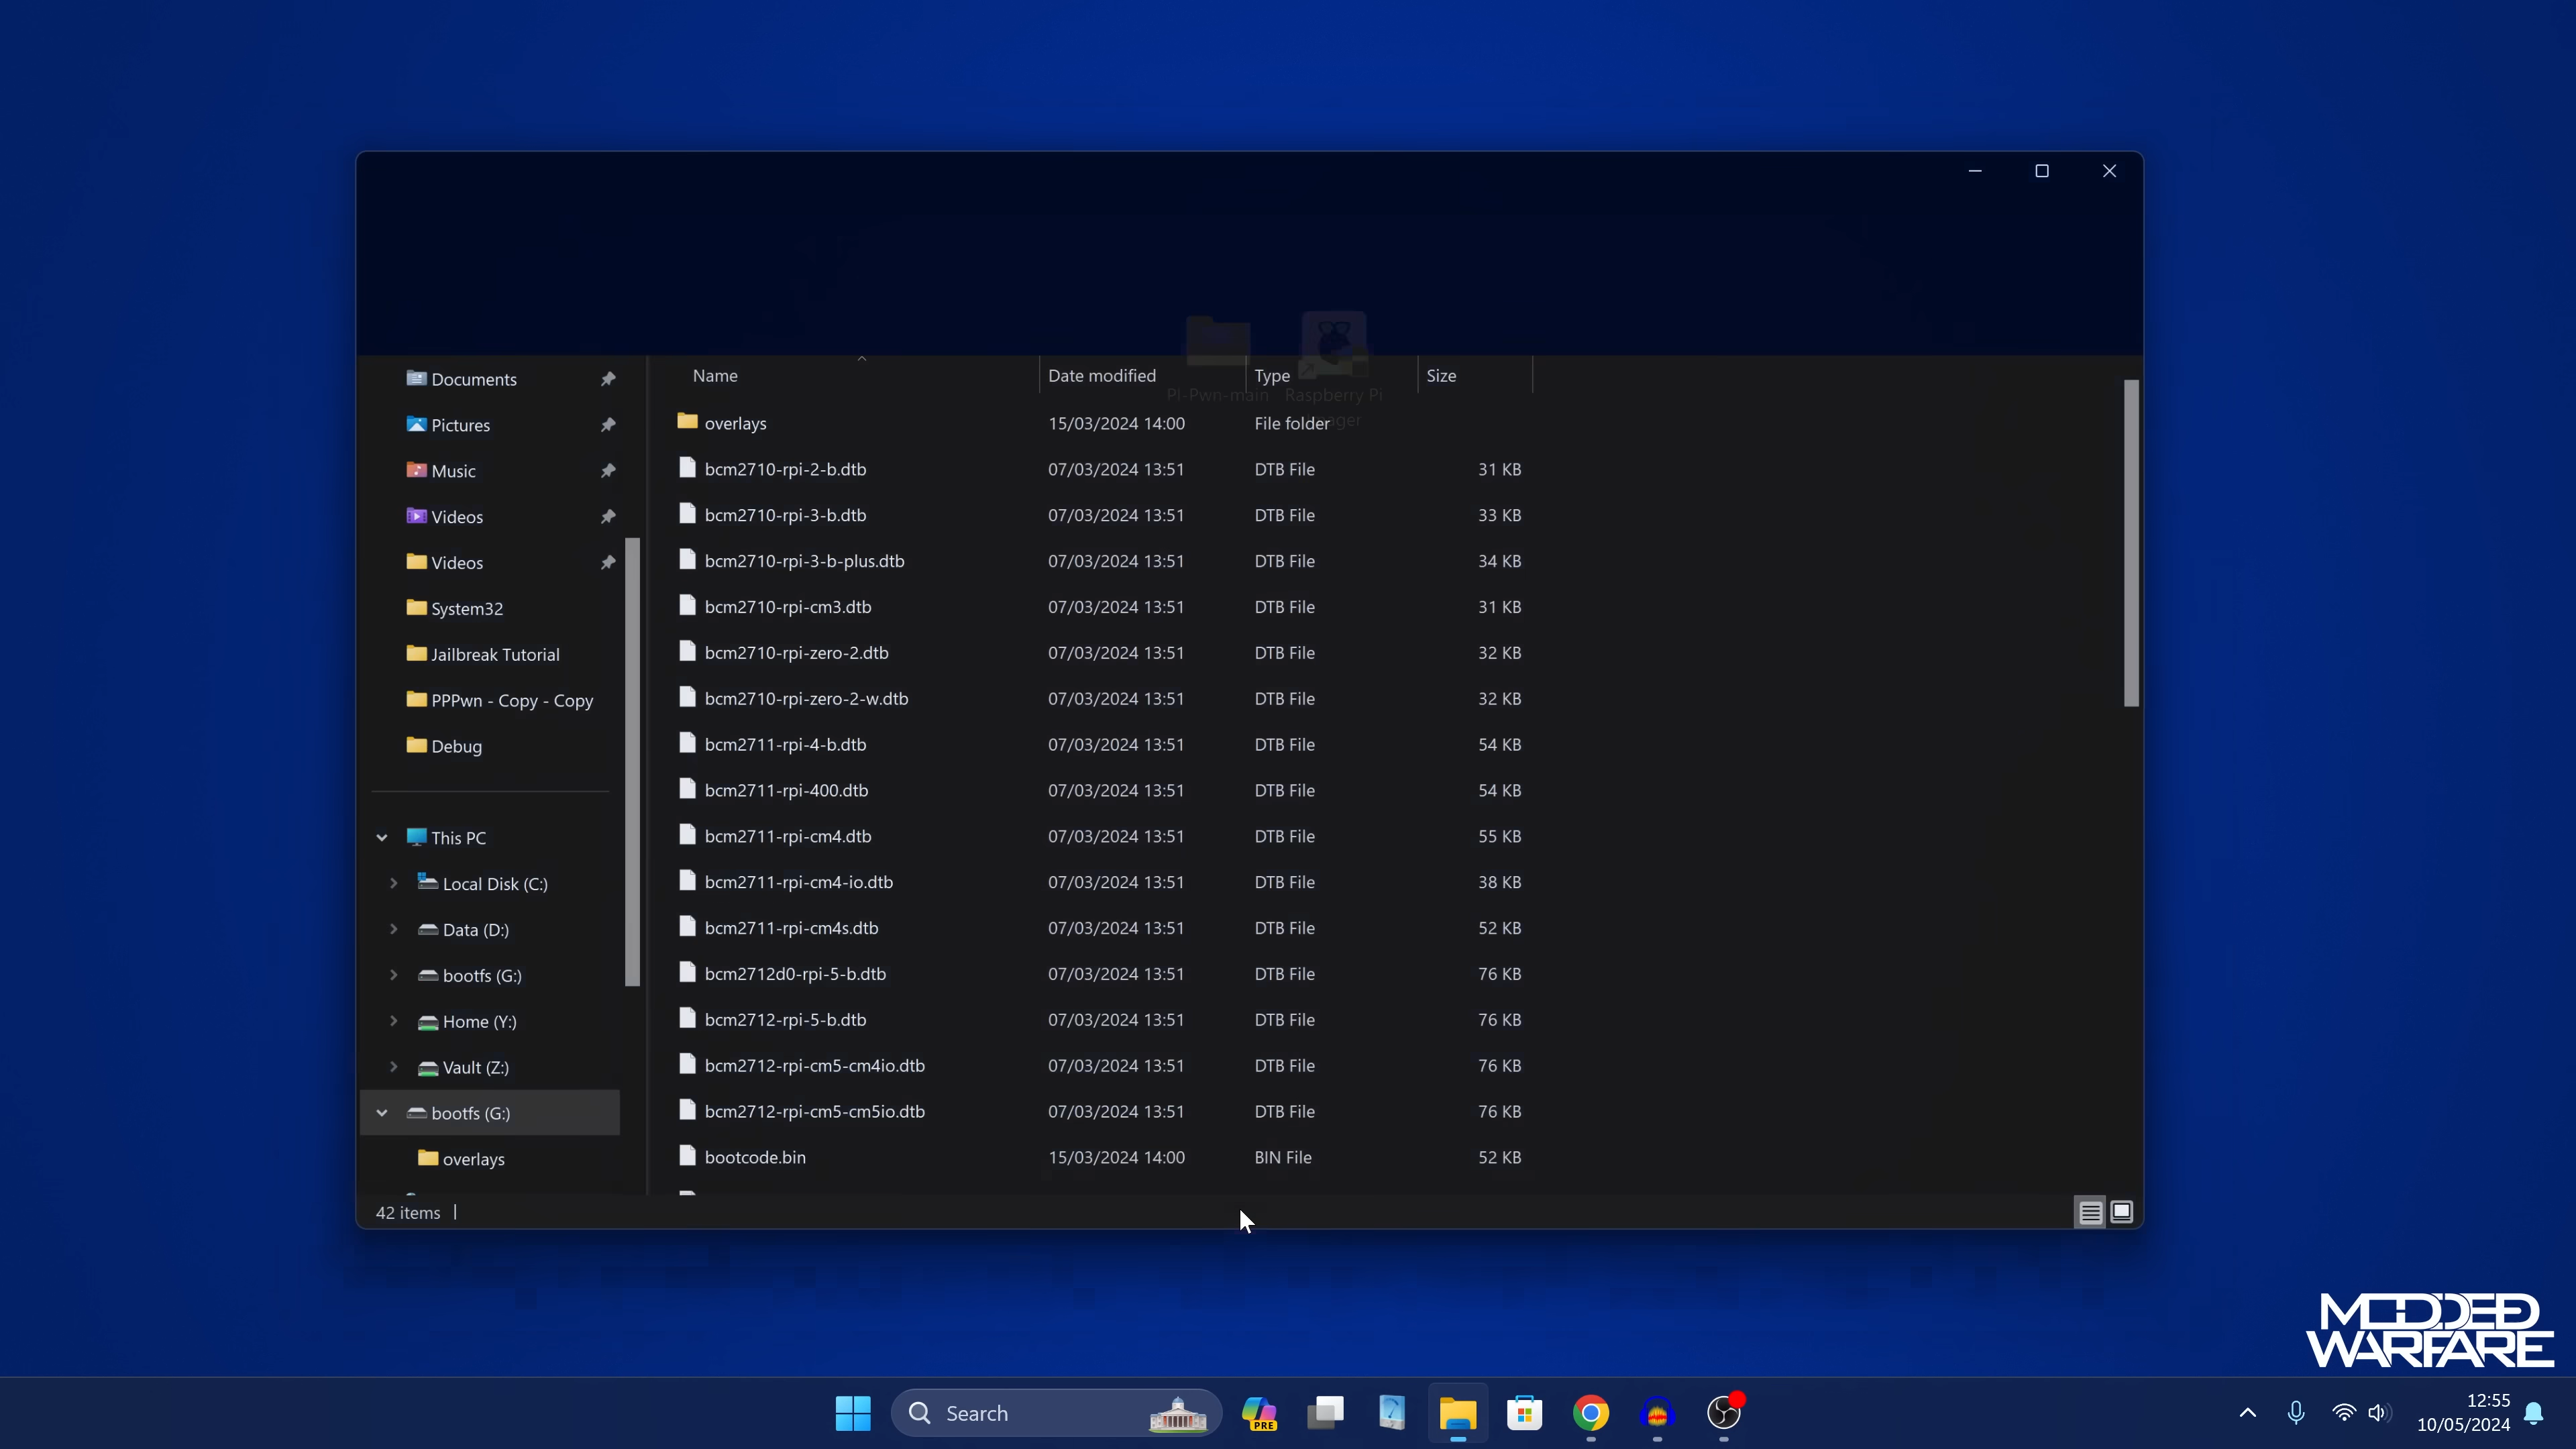 PI-Pwn-main
Raspberry Pi
Name
Date modified
Type
Size
Documents
Pictures
Music
Videos
Videos
System32
Jailbreak Tutorial
PPPwn - Copy - Copy
Debug
This PC
Local Disk (C:)
Data (D:)
bootfs (G:)
Home (Y:)
Vault (Z:)
bootfs (G:)
overlays
overlays 15/03/2024 14:00 File folder
bcm2710-rpi-2-b.dtb 07/03/2024 13:51 DTB File 31 KB
bcm2710-rpi-3-b.dtb 07/03/2024 13:51 DTB File 33 KB
bcm2710-rpi-3-b-plus.dtb 07/03/2024 13:51 DTB File 34 KB
bcm2710-rpi-cm3.dtb 07/03/2024 13:51 DTB File 31 KB
bcm2710-rpi-zero-2.dtb 07/03/2024 13:51 DTB File 32 KB
bcm2710-rpi-zero-2-w.dtb 07/03/2024 13:51 DTB File 32 KB
bcm2711-rpi-4-b.dtb 07/03/2024 13:51 DTB File 54 KB
bcm2711-rpi-400.dtb 07/03/2024 13:51 DTB File 54 KB
bcm2711-rpi-cm4.dtb 07/03/2024 13:51 DTB File 55 KB
bcm2711-rpi-cm4-io.dtb 07/03/2024 13:51 DTB File 38 KB
bcm2711-rpi-cm4s.dtb 07/03/2024 13:51 DTB File 52 KB
bcm2712d0-rpi-5-b.dtb 07/03/2024 13:51 DTB File 76 KB
bcm2712-rpi-5-b.dtb 07/03/2024 13:51 DTB File 76 KB
bcm2712-rpi-cm5-cm4io.dtb 07/03/2024 13:51 DTB File 76 KB
bcm2712-rpi-cm5-cm5io.dtb 07/03/2024 13:51 DTB File 76 KB
bootcode.bin 15/03/2024 14:00 BIN File 52 KB
42 items
MODDED
WARFARE
Search
PRE
12:55
10/05/2024